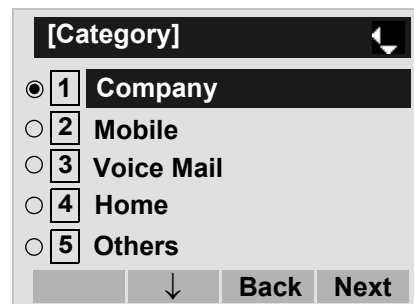 [Category]
1 Company
2 Mobile
3 Voice Mail
4 Home
5 Others
↓ Back Next